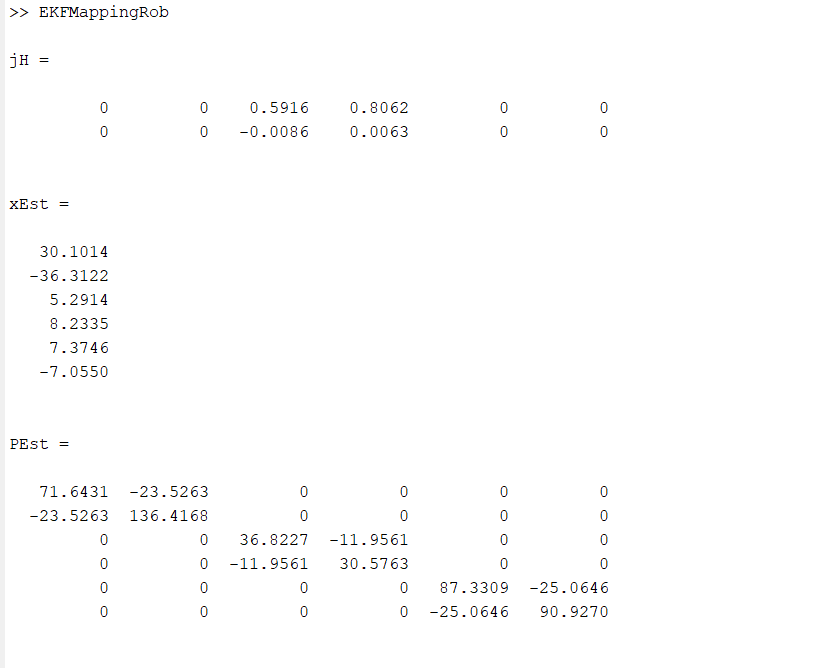 >> EKFMappingRob
jH =
0 0 0.5916 0.8062 0 0
0 0 -0.0086 0.0063 0 0
xEst =
30.1014
-36.3122
5.2914
8.2335
7.3746
-7.0550
PEst =
71.6431 -23.5263 0 0 0 0
-23.5263 136.4168 0 0 0 0
0 0 36.8227 -11.9561 0 0
0 0 -11.9561 30.5763 0 0
0 0 0 0 87.3309 -25.0646
0 0 0 0 -25.0646 90.9270